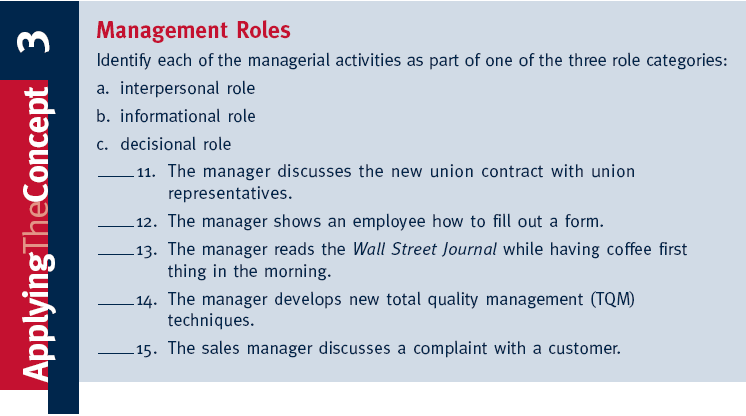 Applying The Concept 3
Management Roles
Identify each of the managerial activities as part of one of the three role categories:
a. interpersonal role
b. informational role
c. decisional role
____ 11. The manager discusses the new union contract with union
representatives.
____ 12. The manager shows an employee how to fill out a form.
____ 13. The manager reads the Wall Street Journal while having coffee first
thing in the morning.
____ 14. The manager develops new total quality management (TQM)
techniques.
____ 15. The sales manager discusses a complaint with a customer.